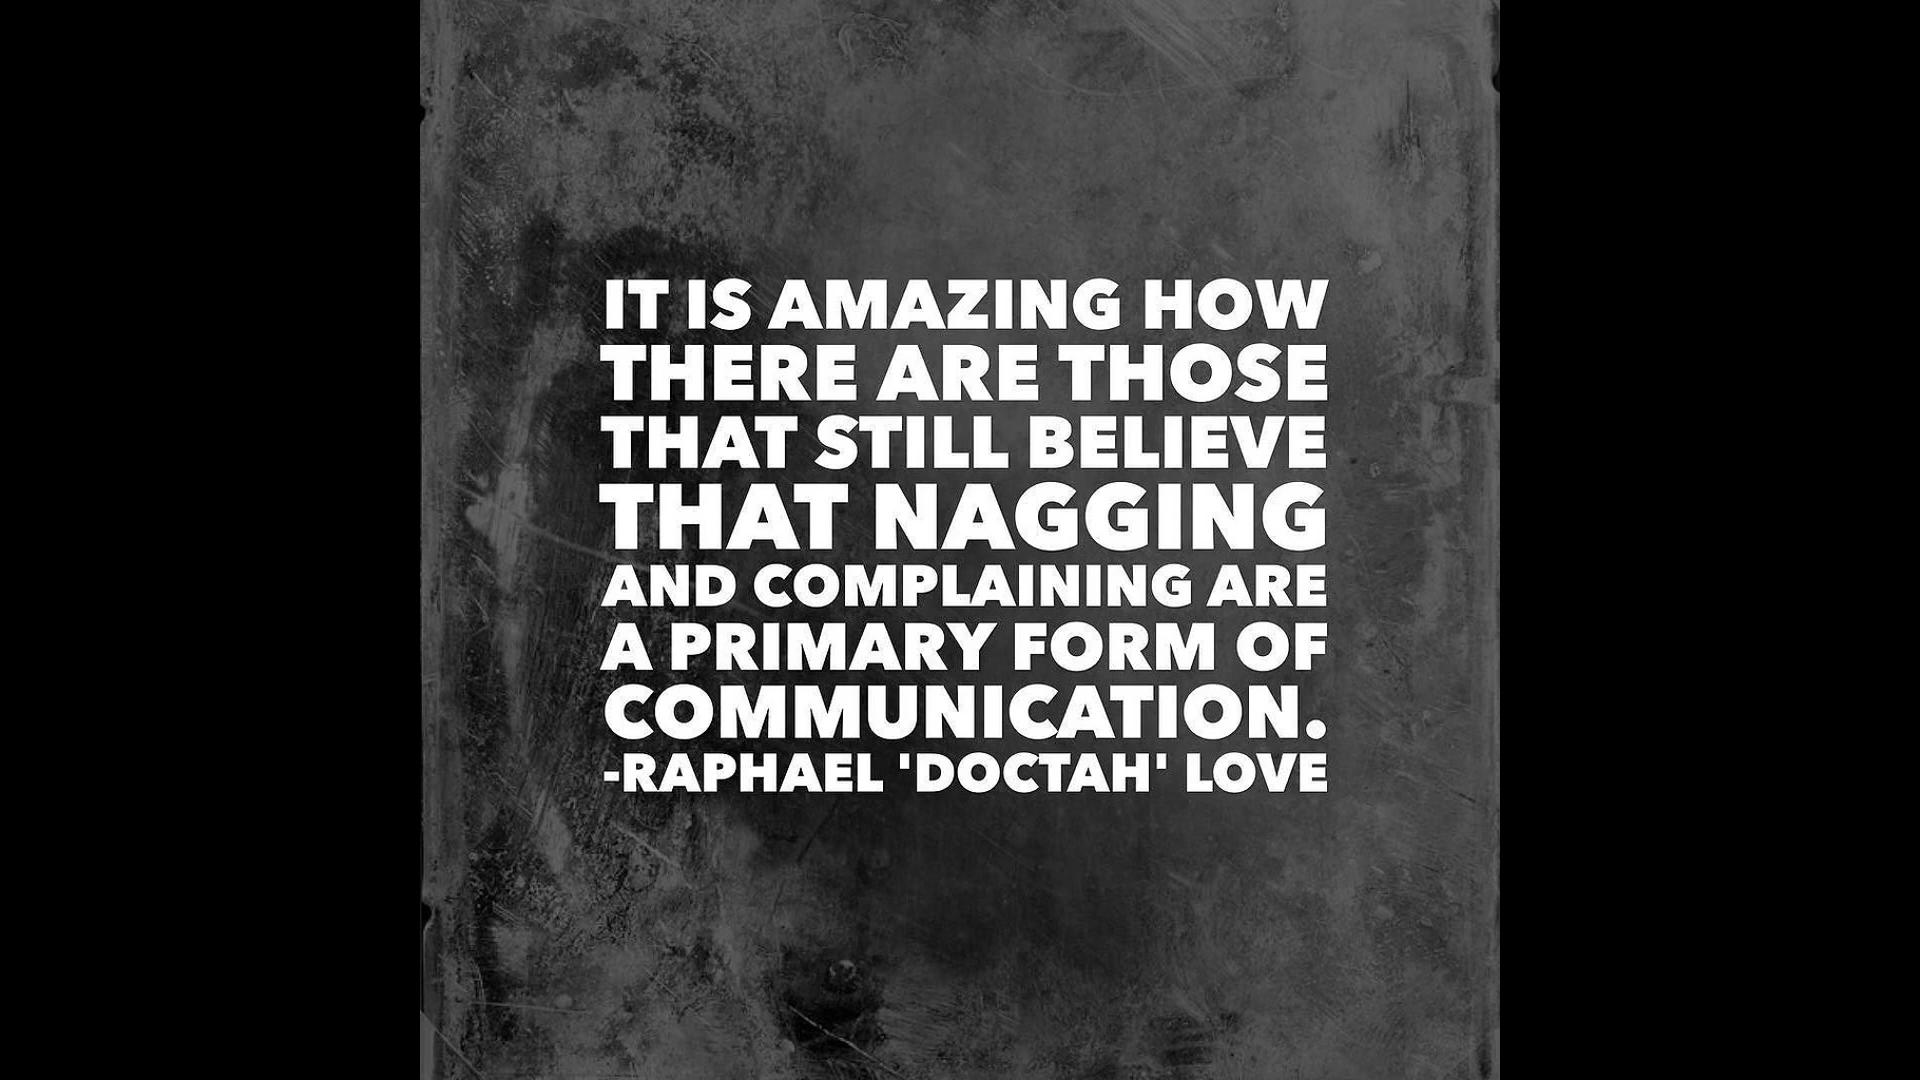 IT IS AMAZING HOW
THERE ARE THOSE
THAT STILL BELIEVE
THAT NAGGING
AND COMPLAINING ARE
A PRIMARY FORM OF
COMMUNICATION.
-RAPHAEL 'DOCTAH' LOVE